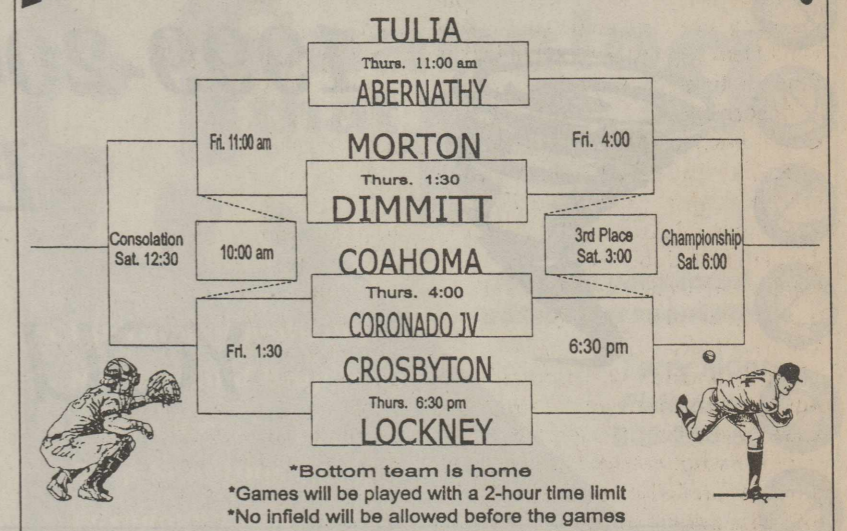 TULIA
Thurs. 11:00 am
ABERNATHY
Fri. 11:00 am
MORTON
Fri. 4:00
Thurs. 1:30
DIMMITT
Consolation
Sat. 12:30
10:00 am
3rd Place
Sat. 3:00
Championship
Sat. 6:00
COAHOMA
Thurs. 4:00
CORONADO JV
Fri. 1:30
6:30 pm
CROSBYTON
Thurs. 6:30 pm
LOCKNEY
*Bottom team is home
*Games will be played with a 2-hour time limit
*No infield will be allowed before the games